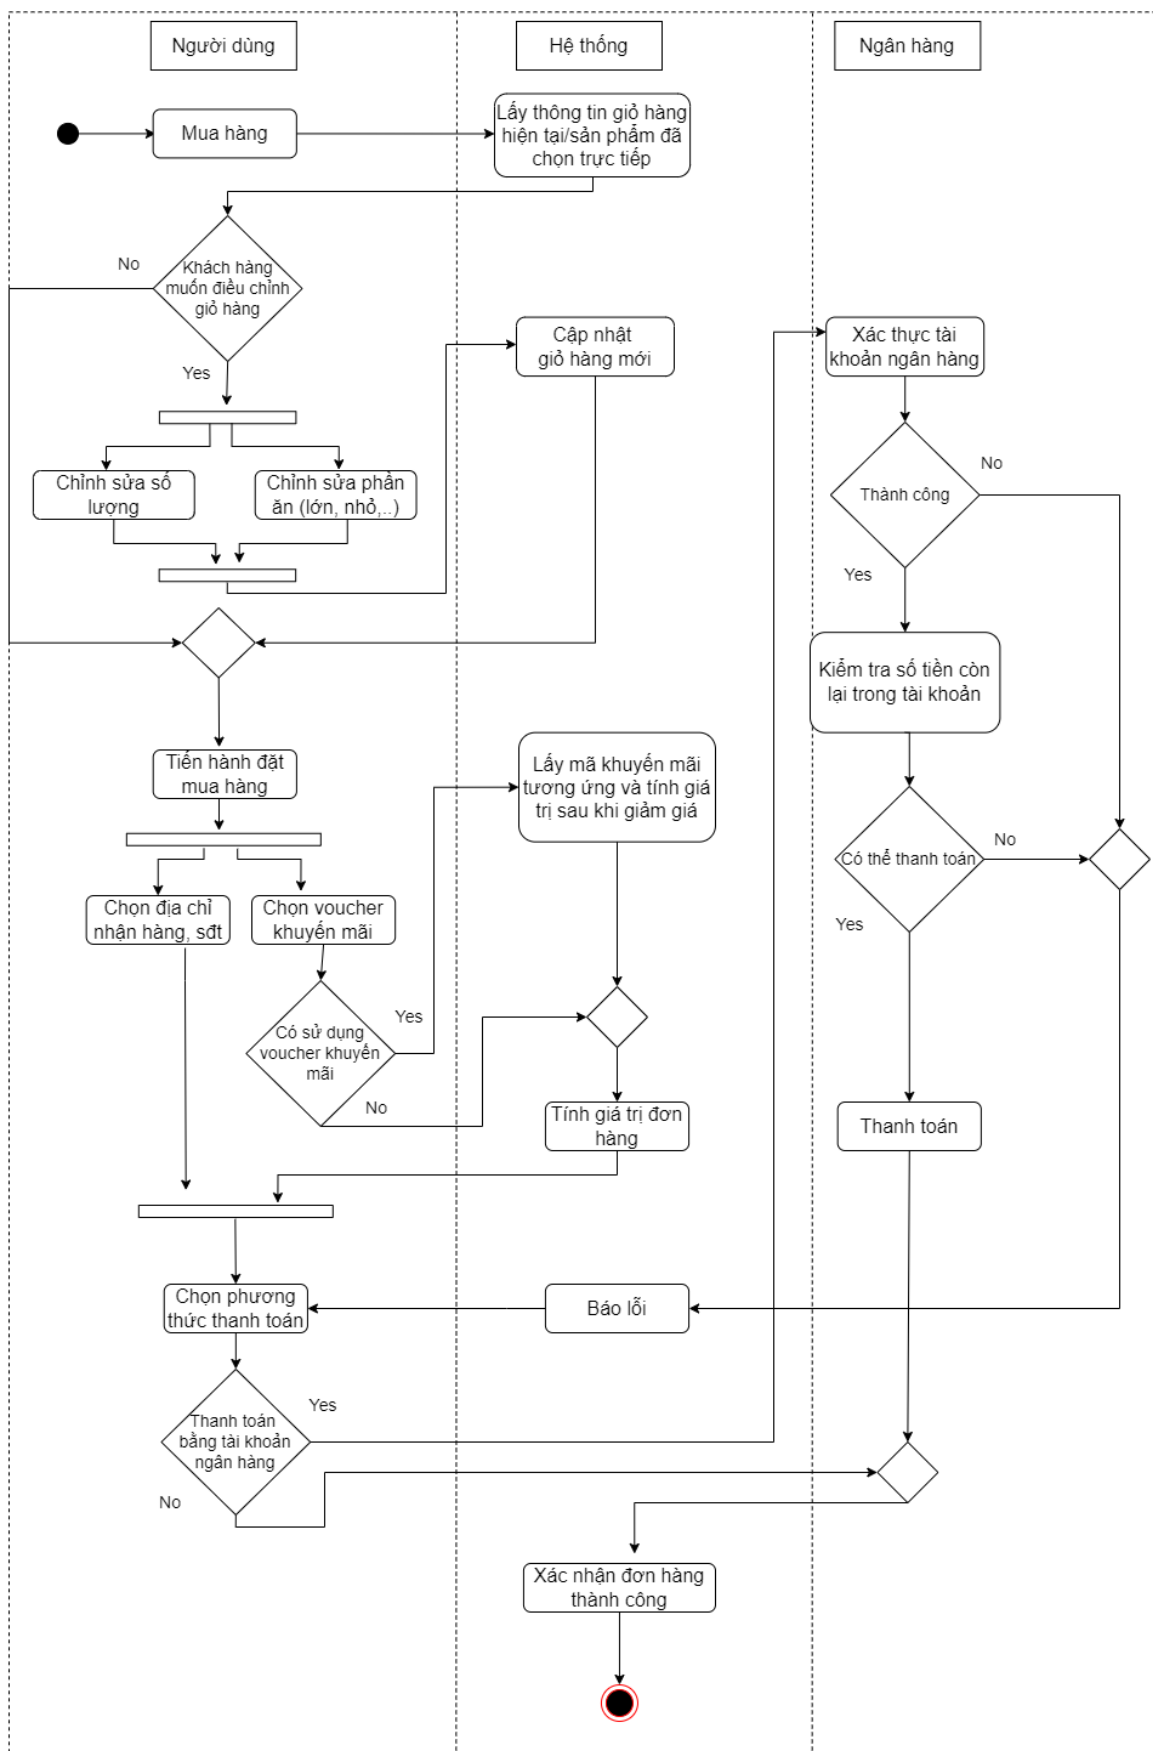 Người dùng
Hệ thống
Ngân hàng
Mua hàng
Lấy thông tin giỏ hàng
hiện tại/sản phẩm đã
chọn trực tiếp
Khách hàng
muốn điều chỉnh
giỏ hàng
No
Yes
Chỉnh sửa số
lượng
Chỉnh sửa phần
ăn (lớn, nhỏ,..)
Cập nhật
giỏ hàng mới
Xác thực tài
khoản ngân hàng
Thành công
No
Yes
Kiểm tra số tiền còn
lại trong tài khoản
Tiến hành đặt
mua hàng
Lấy mã khuyến mãi
tương ứng và tính giá
trị sau khi giảm giá
Có thể thanh toán
No
Yes
Chọn địa chỉ
nhận hàng, sđt
Chọn voucher
khuyến mãi
Có sử dụng
voucher khuyến
mãi
Yes
No
Tính giá trị đơn
hàng
Thanh toán
Chọn phương
thức thanh toán
Báo lỗi
Thanh toán
bằng tài khoản
ngân hàng
Yes
No
Xác nhận đơn hàng
thành công